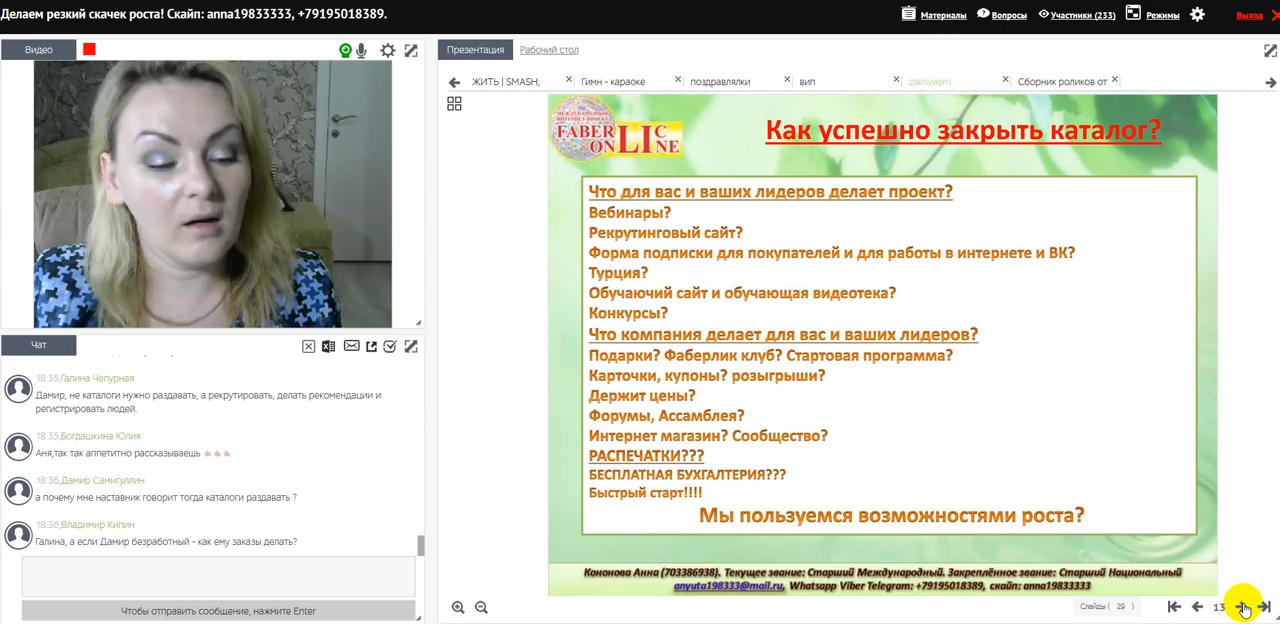 Делаем резкий скачек роста! Скайп: anna19833333, +79195018389.
Материалы
Вопросы
Участники (233)
Режимы
Выход
Видео
Презентация
Рабочий стол
ЖИТЬ | SMASH,
Гимн - караоке
поздравлялки
вип
zakrivaem
Сборник роликов от
МЕЖДУНАРОДНЫЙ
ИНТЕРНЕТ-ПРОЕКТ
FABERLIC
ONLINE
Как успешно закрыть каталог?
Что для вас и ваших лидеров делает проект?
Вебинары?
Рекрутинговый сайт?
Форма подписки для покупателей и для работы в интернете и ВК?
Турция?
Обучаючий сайт и обучающая видеотека?
Конкурсы?
Что компания делает для вас и ваших лидеров?
Подарки? Фаберлик клуб? Стартовая программа?
Карточки, купоны? розыгрыши?
Держит цены?
Форумы, Ассамблея?
Интернет магазин? Сообщество?
РАСПЕЧАТКИ???
БЕСПЛАТНАЯ БУХГАЛТЕРИЯ???
Быстрый старт!!!!
Мы пользуемся возможностями роста?
Кононова Анна (703386938). Текущее звание: Старший Международный. Закреплённое звание: Старший Национальный
anyuta198333@mail.ru, Whatsapp Viber Telegram: +79195018389, скайп: anna19833333
Слайды ( 29 )
13
Чат
18:35,Галина Чепурная
Дамир, не каталоги нужно раздавать, а рекрутировать, делать рекомендации и
регистрировать людей.
18:35,Богдашкина Юлия
Аня,так так аппетитно рассказываешь
18:36,Дамир Самигуллин
а почему мне наставник говорит тогда каталоги раздавать ?
18:36,Владимир Кипин
Галина, а если Дамир безработный - как ему заказы делать?
Чтобы отправить сообщение, нажмите Enter